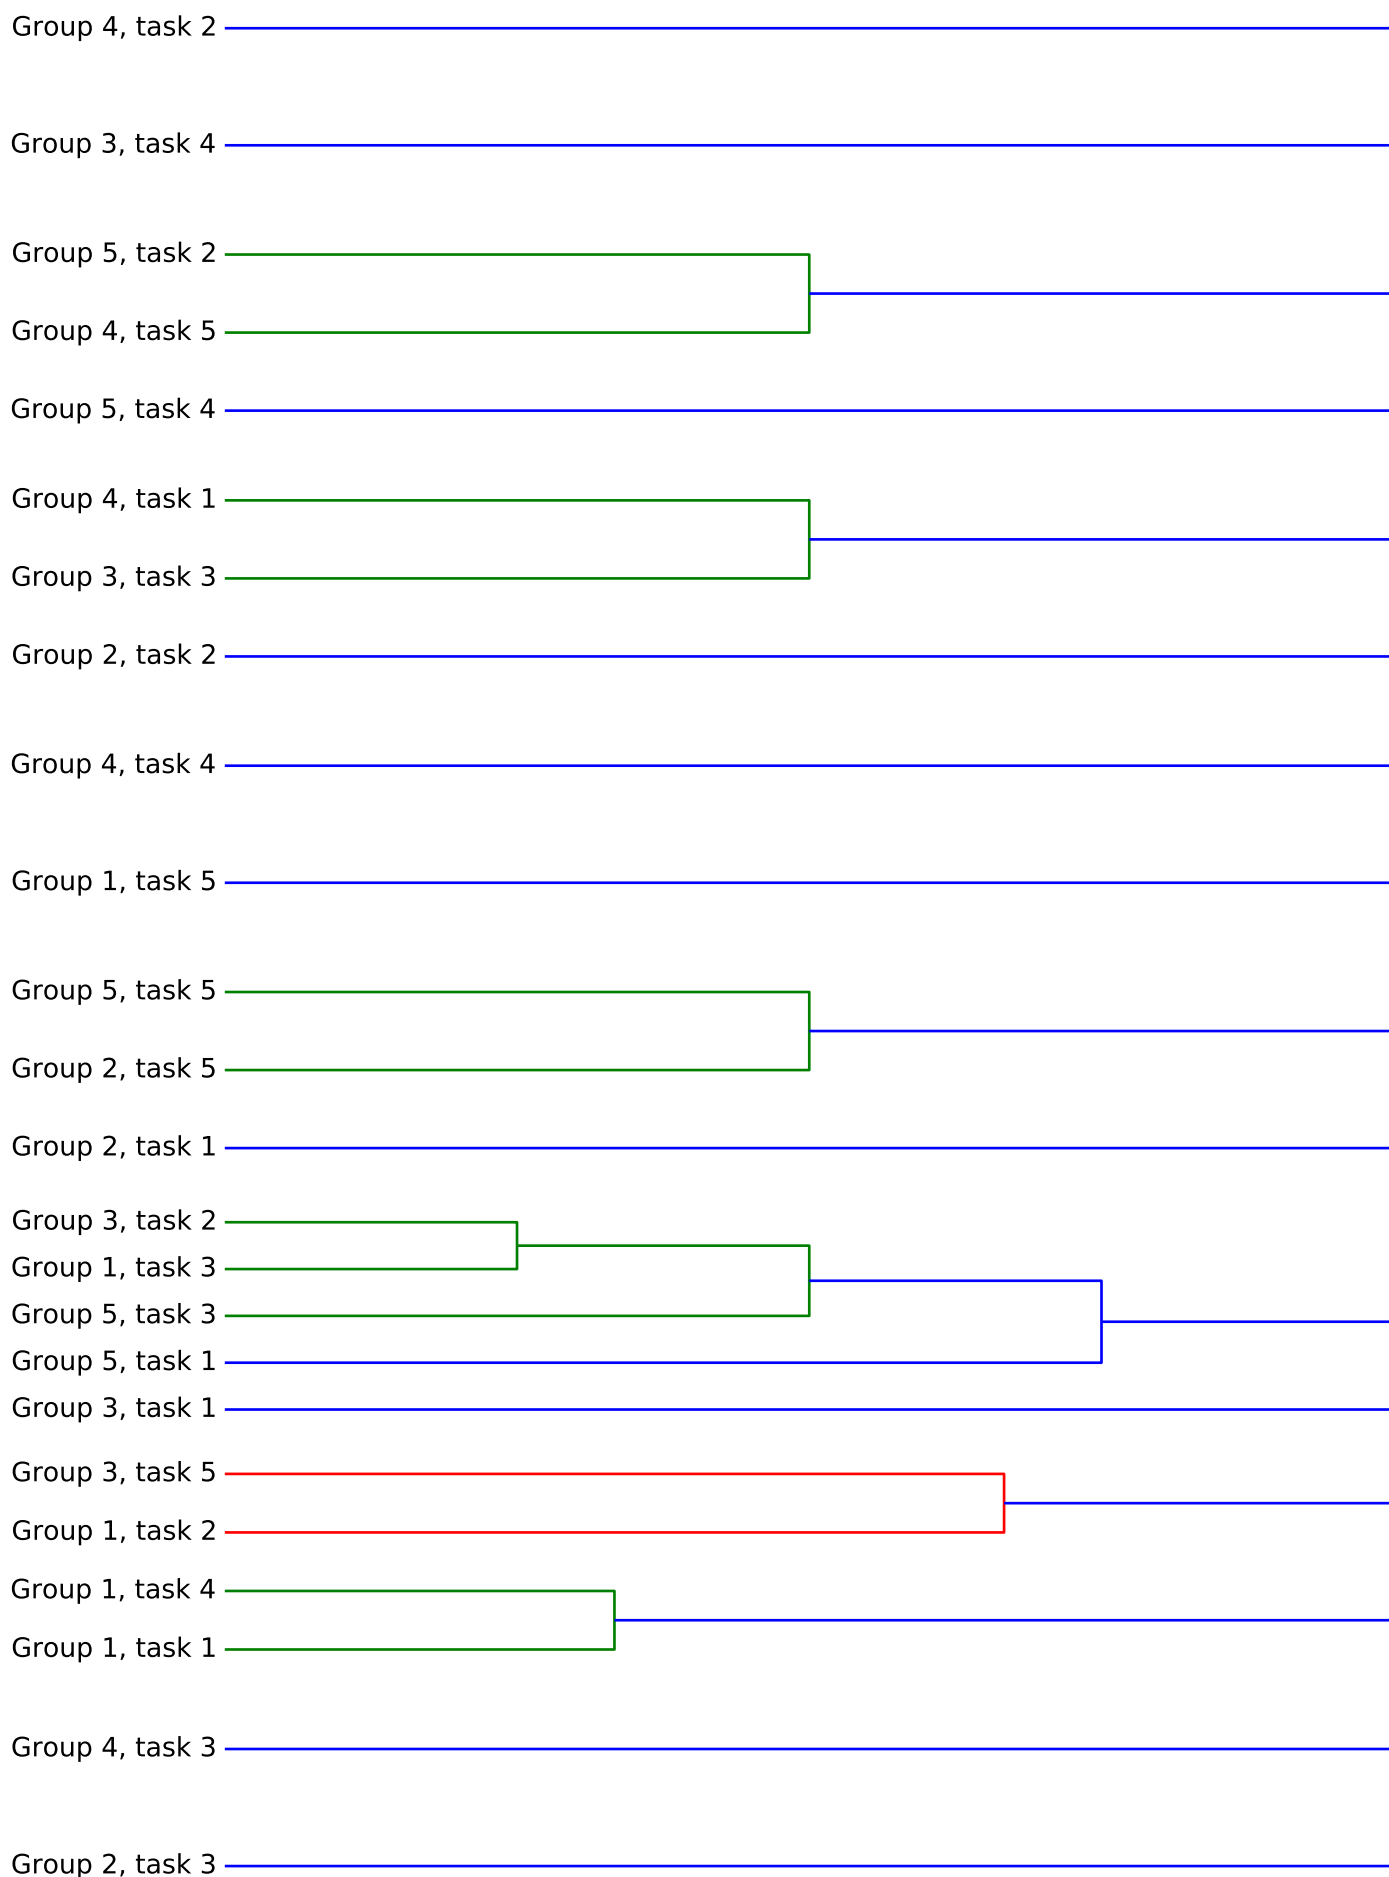 Group 4, task 2
Group 3, task 4
Group 5, task 2
Group 4, task 5
Group 5, task 4
Group 4, task 1
Group 3, task 3
Group 2, task 2
Group 4, task 4
Group 1, task 5
Group 5, task 5
Group 2, task 5
Group 2, task 1
Group 3, task 2
Group 1, task 3
Group 5, task 3
Group 5, task 1
Group 3, task 1
Group 3, task 5
Group 1, task 2
Group 1, task 4
Group 1, task 1
Group 4, task 3
Group 2, task 3